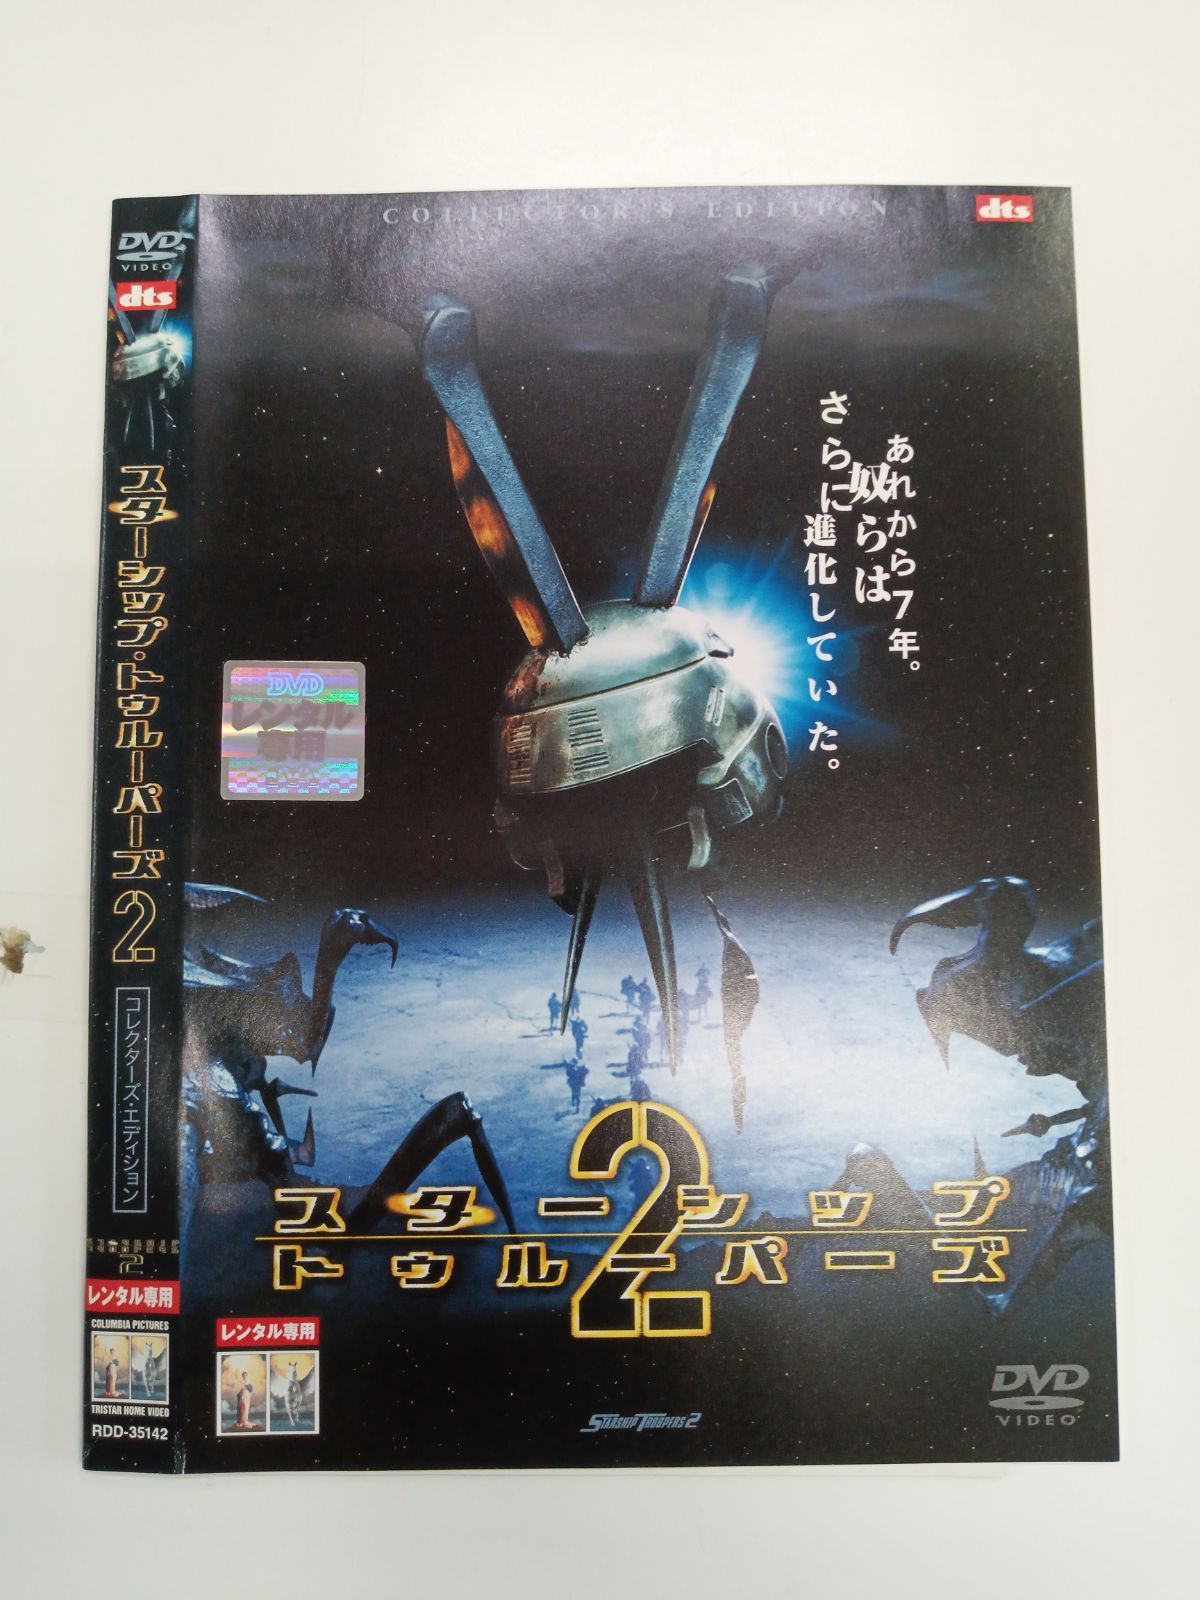 DVD
VIDEO
dts
スターシップ・トゥルーパーズ2
コレクターズ・エディション
レンタル専用
COLUMBIA PICTURES
TRISTAR HOME VIDEO
RDD-35142
COLLECTOR'S EDITION
dts
あれから7年。
奴らは
さらに進化していた。
DVD
レンタル
専用
スターシップ
トゥルーパーズ
2
レンタル専用
STARSHIP TROOPERS 2
DVD
VIDEO